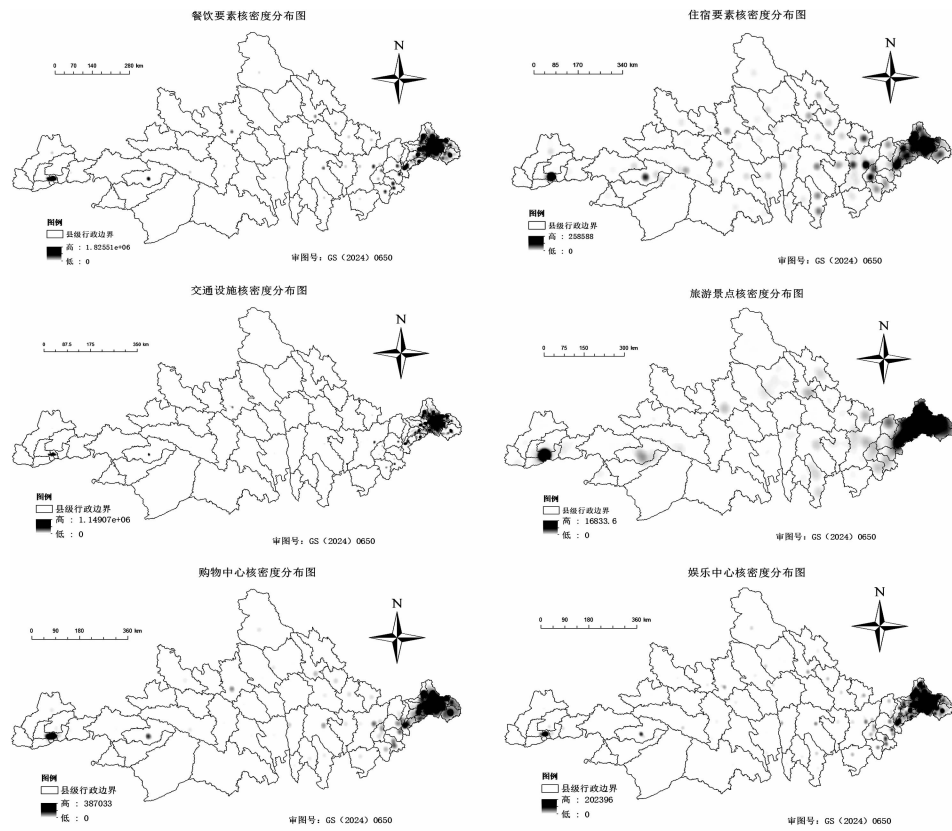 餐饮要素核密度分布图
N
0 70 140 280 km
图例
县级行政边界
高 : 1.82551e+06
低 : 0
审图号: GS（2024）0650
住宿要素核密度分布图
N
0 85 170 340 km
图例
县级行政边界
高 : 258588
低 : 0
审图号: GS（2024）0650
交通设施核密度分布图
N
0 87.5 175 350 km
图例
县级行政边界
高 : 1.14907e+06
低 : 0
审图号: GS（2024）0650
旅游景点核密度分布图
N
0 75 150 300 km
图例
县级行政边界
高 : 16833.6
低 : 0
审图号: GS（2024）0650
购物中心核密度分布图
N
0 90 180 360 km
图例
县级行政边界
高 : 387033
低 : 0
审图号: GS（2024）0650
娱乐中心核密度分布图
N
0 90 180 360 km
图例
县级行政边界
高 : 202396
低 : 0
审图号: GS（2024）0650